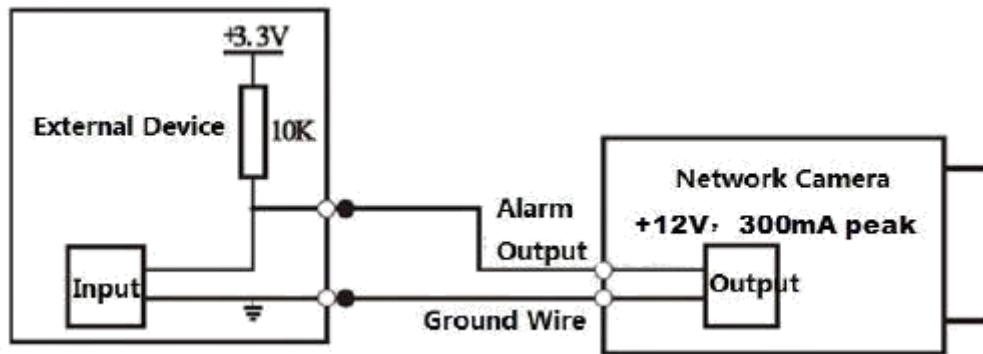 +3.3V
External Device
10K
Alarm
Output
Network Camera
+12V, 300mA peak
Input
Output
Ground Wire